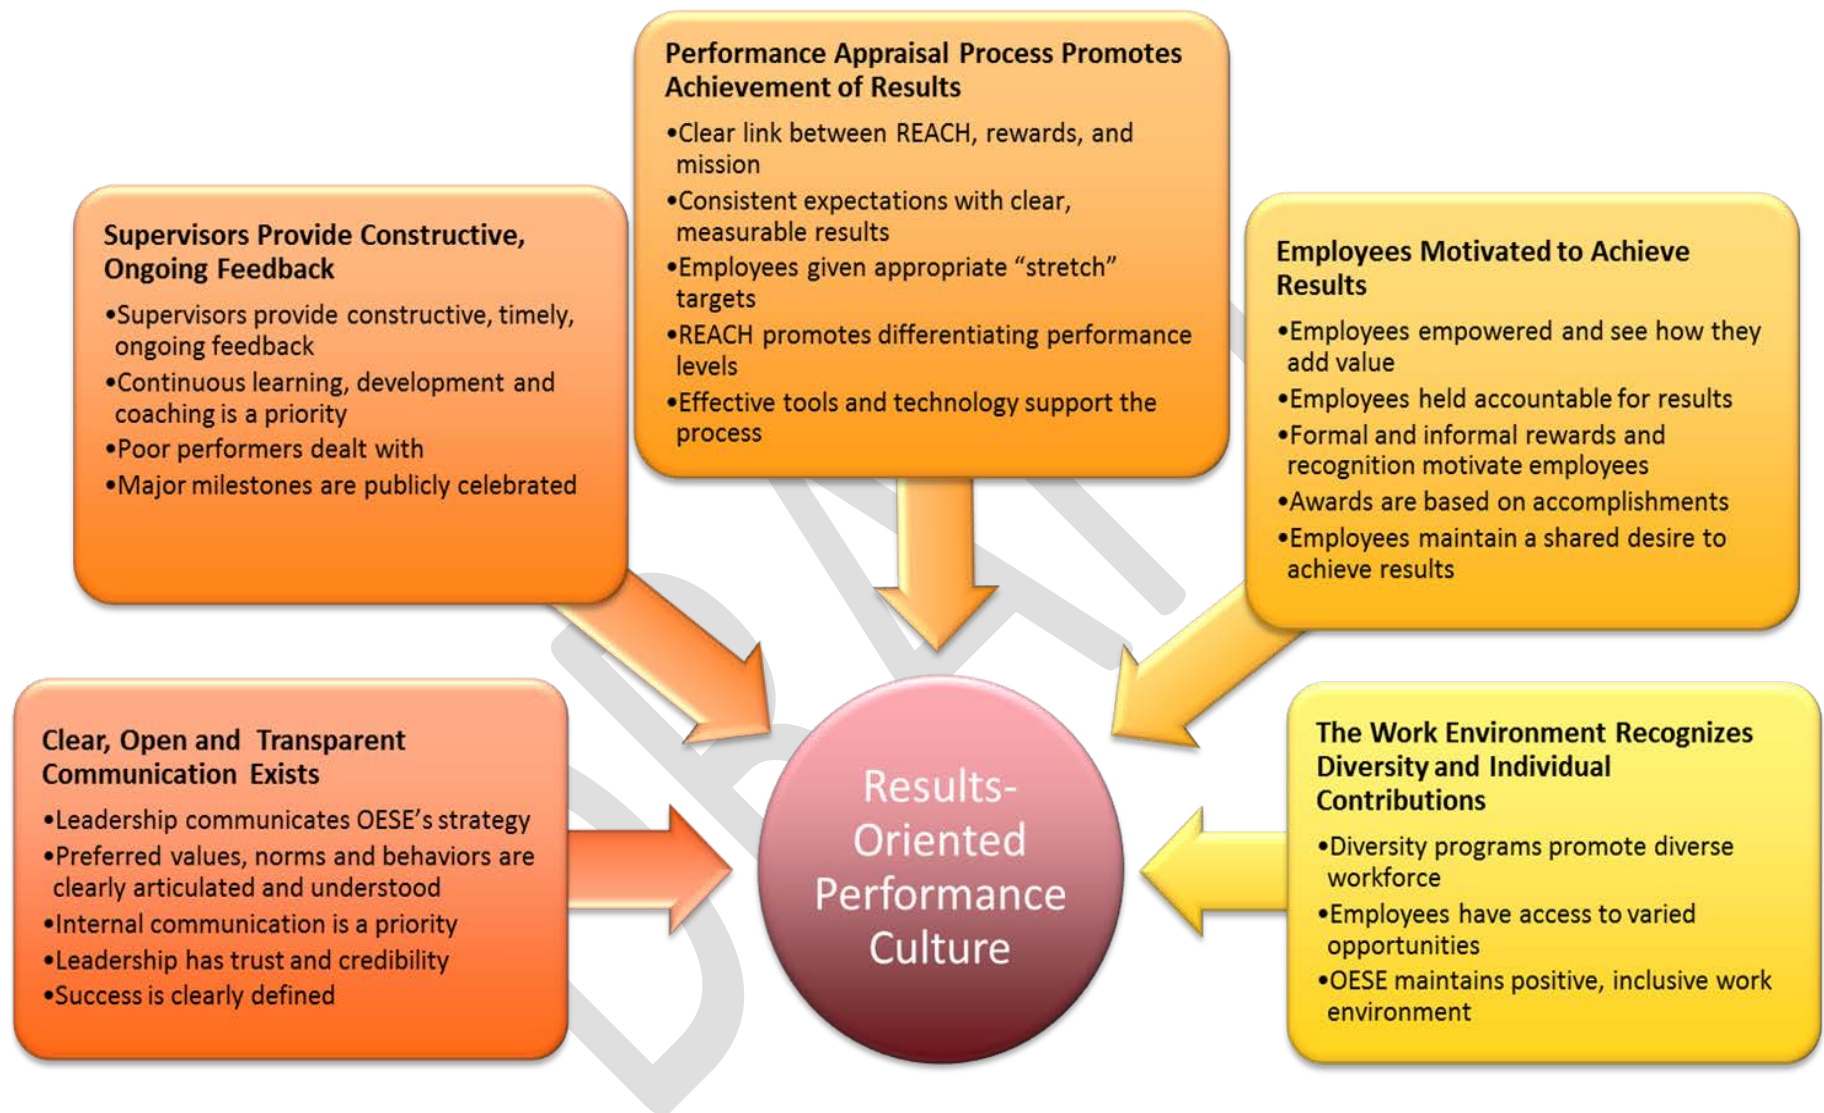 Performance Appraisal Process Promotes
Achievement of Results
•Clear link between REACH, rewards, and
mission
•Consistent expectations with clear,
measurable results
•Employees given appropriate “stretch”
targets
•REACH promotes differentiating performance
levels
•Effective tools and technology support the
process
Supervisors Provide Constructive,
Ongoing Feedback
•Supervisors provide constructive, timely,
ongoing feedback
•Continuous learning, development and
coaching is a priority
•Poor performers dealt with
•Major milestones are publicly celebrated
Employees Motivated to Achieve
Results
•Employees empowered and see how they
add value
•Employees held accountable for results
•Formal and informal rewards and
recognition motivate employees
•Awards are based on accomplishments
•Employees maintain a shared desire to
achieve results
Clear, Open and Transparent
Communication Exists
•Leadership communicates OESE’s strategy
•Preferred values, norms and behaviors are
clearly articulated and understood
•Internal communication is a priority
•Leadership has trust and credibility
•Success is clearly defined
Results-
Oriented
Performance
Culture
The Work Environment Recognizes
Diversity and Individual
Contributions
•Diversity programs promote diverse
workforce
•Employees have access to varied
opportunities
•OESE maintains positive, inclusive work
environment
DRAFT